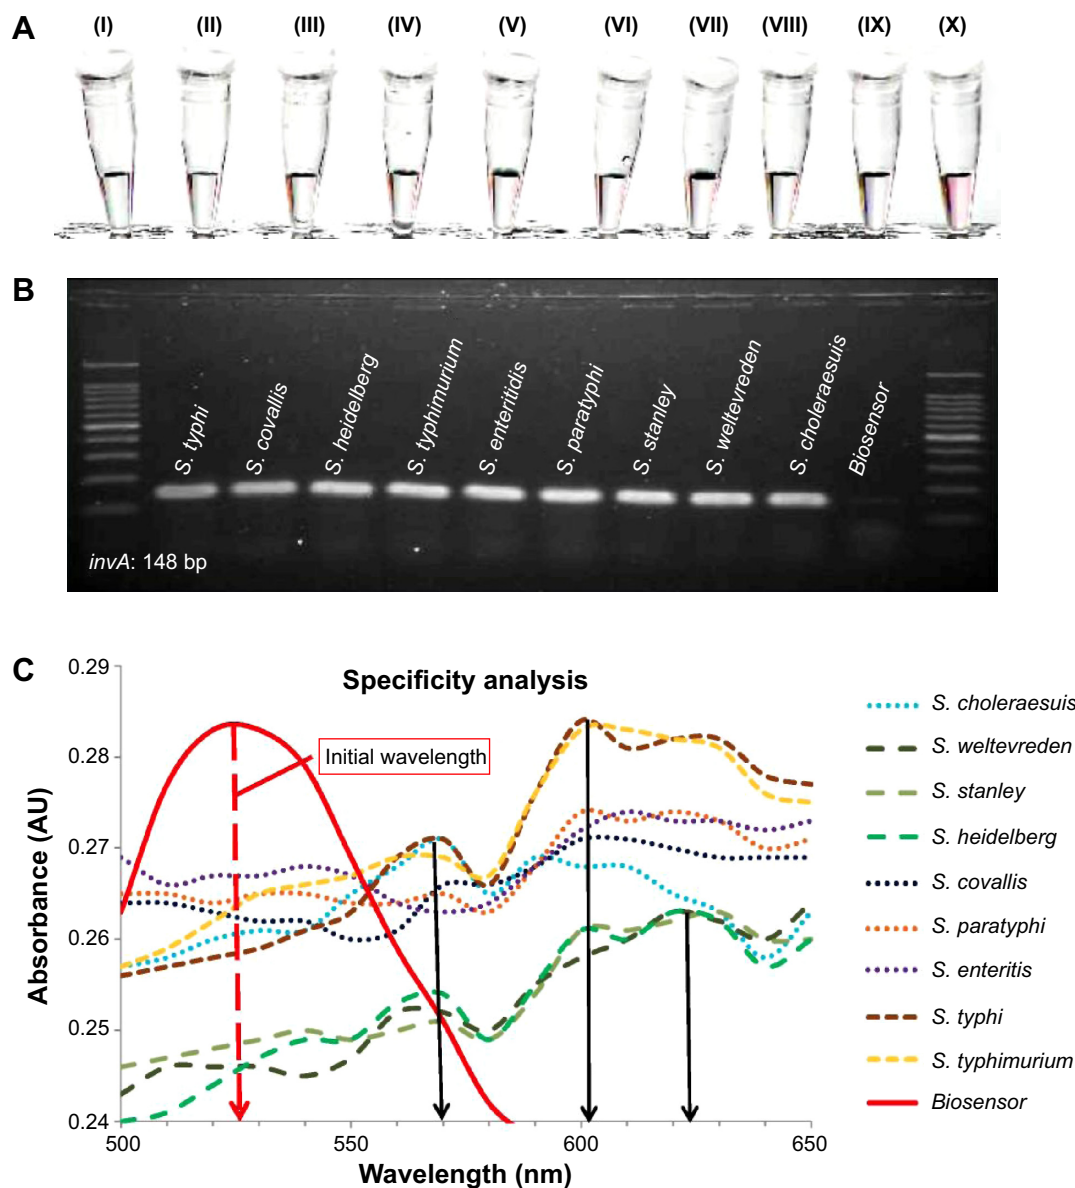 A
(I) (II) (III) (IV) (V) (VI) (VII) (VIII) (IX) (X)
B
S. typhi
S. covallis
S. heidelberg
S. typhimurium
S. enteritidis
S. paratyphi
S. stanley
S. weltevreden
S. choleraesuis
Biosensor
invA: 148 bp
C
Specificity analysis
Initial wavelength
Absorbance (AU)
0.29
0.28
0.27
0.26
0.25
0.24
500 550 600 650
Wavelength (nm)
S. choleraesuis
S. weltevreden
S. stanley
S. heidelberg
S. covallis
S. paratyphi
S. enteritis
S. typhi
S. typhimurium
Biosensor